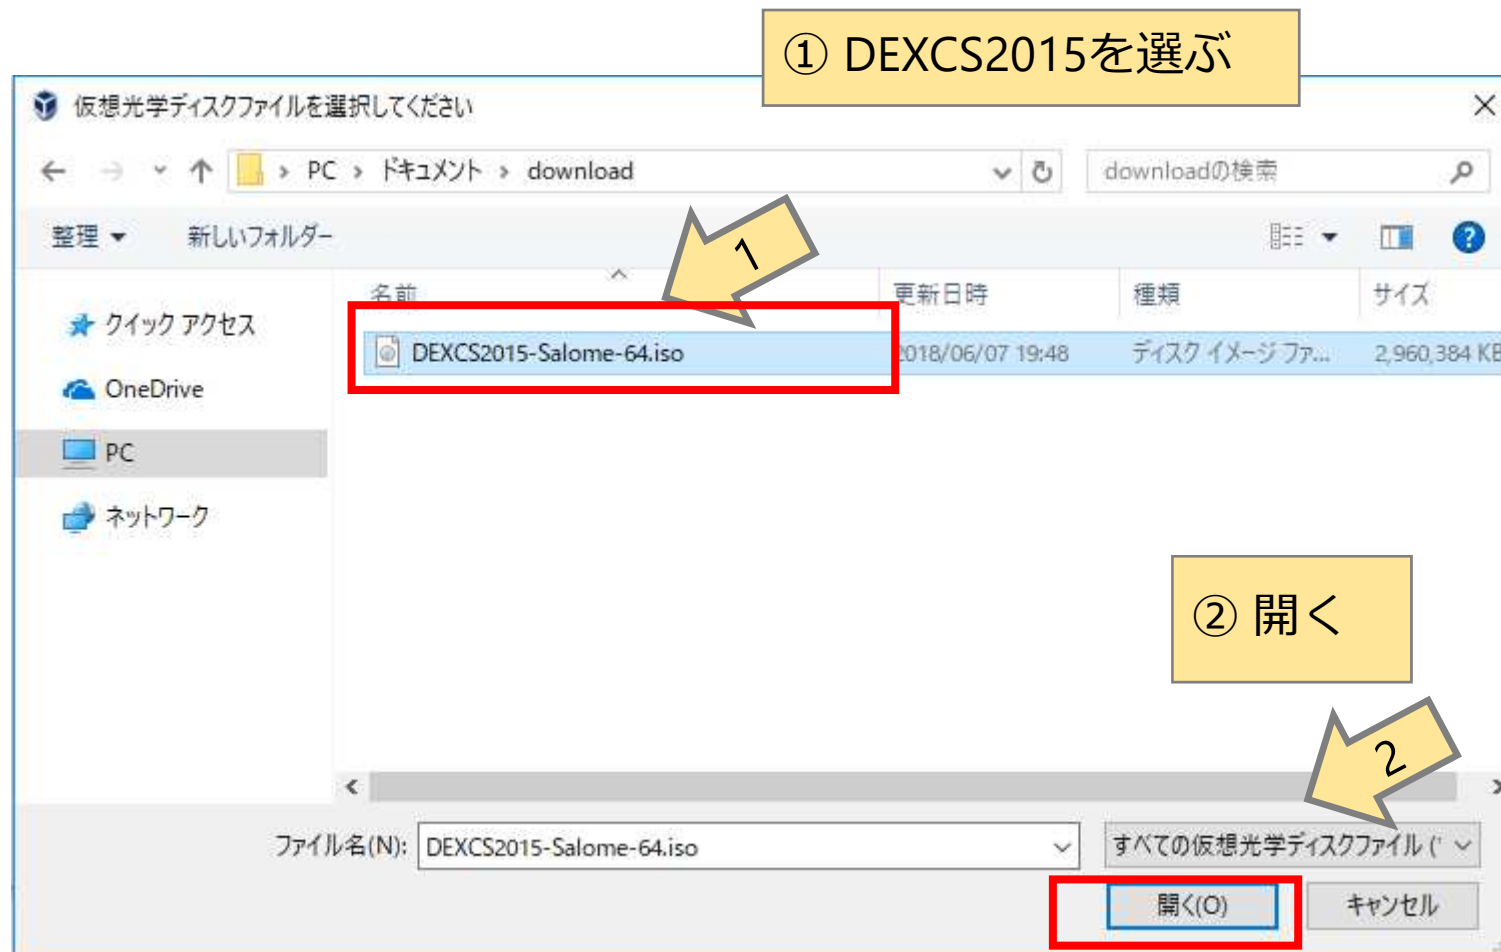 ① DEXCS2015を選ぶ
仮想光学ディスクファイルを選択してください
PC › ドキュメント › download
downloadの検索
整理 新しいフォルダー
1
名前 更新日時 種類 サイズ
クイック アクセス
DEXCS2015-Salome-64.iso 2018/06/07 19:48 ディスク イメージ ファ... 2,960,384 KB
OneDrive
PC
ネットワーク
② 開く
2
ファイル名(N): DEXCS2015-Salome-64.iso すべての仮想光学ディスクファイル (*
開く(O) キャンセル